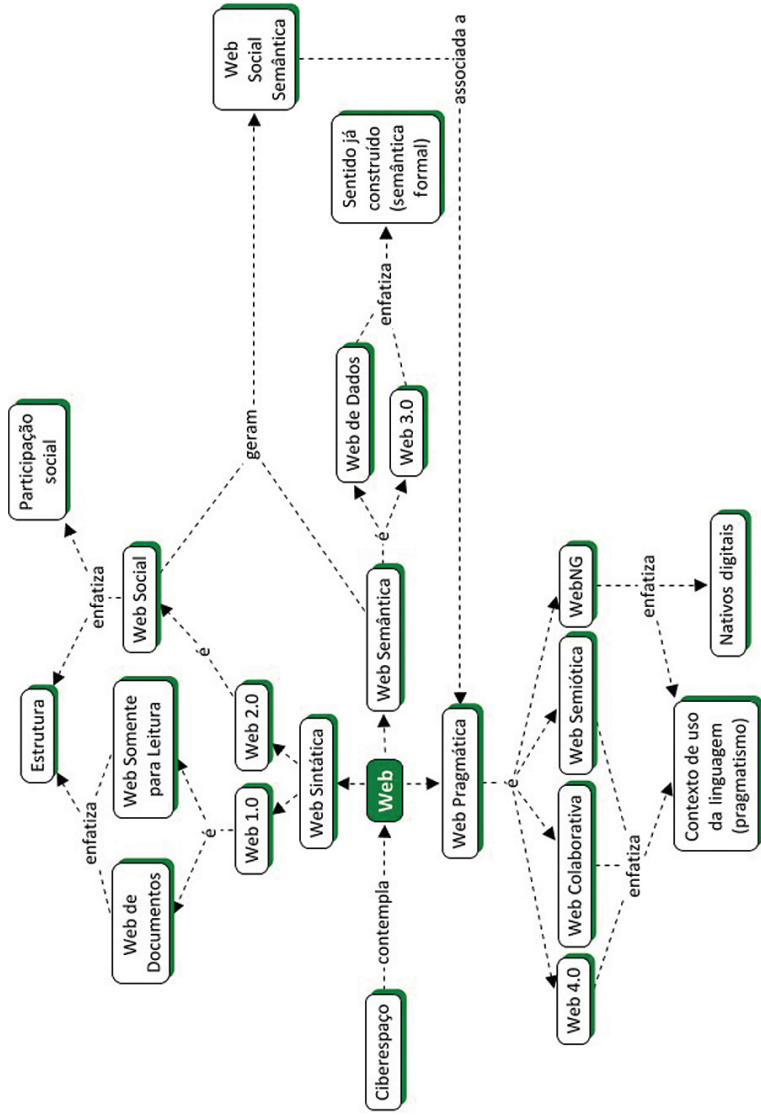 Ciberespaço
contempla
Web
Web Sintática
Web 1.0
é
Web de
Documentos
Web Somente
para Leitura
enfatiza
Estrutura
Web 2.0
é
Web Social
enfatiza
Participação
social
geram
Web
Social
Semântica
associada a
Web Semântica
é
Web de Dados
Web 3.0
enfatiza
Sentido já
construído
(semântica
formal)
Web Pragmática
é
Web 4.0
Web Colaborativa
Web Semiótica
WebNG
enfatiza
enfatiza
Contexto de uso
da linguagem
(pragmatismo)
Nativos digitais